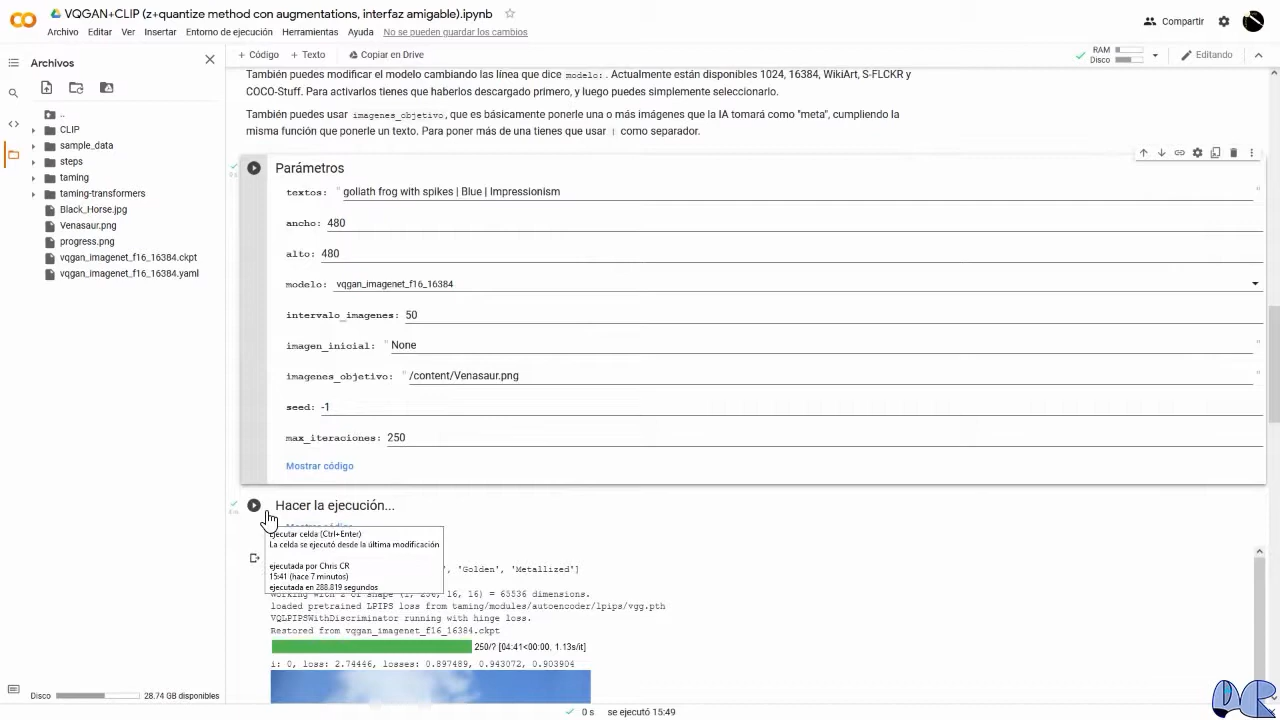 VQGAN+CLIP (z+quantize method con augmentations, interfaz amigable).ipynb
Archivo Editar Ver Insertar Entorno de ejecución Herramientas Ayuda No se pueden guardar los cambios
Compartir
Archivos
+ Código + Texto Copiar en Drive
RAM
Disco
Editando
También puedes modificar el modelo cambiando las línea que dice modelo:. Actualmente están disponibles 1024, 16384, WikiArt, S-FLCKR y
COCO-Stuff. Para activarlos tienes que haberlos descargado primero, y luego puedes simplemente seleccionarlo.
También puedes usar imagenes_objetivo, que es básicamente ponerle una o más imágenes que la IA tomará como "meta", cumpliendo la
misma función que ponerle un texto. Para poner más de una tienes que usar | como separador.
..
CLIP
sample_data
steps
taming
taming-transformers
Black_Horse.jpg
Venasaur.png
progress.png
vqgan_imagenet_f16_16384.ckpt
vqgan_imagenet_f16_16384.yaml
Disco 28.74 GB disponibles
0 s
Parámetros
textos: " goliath frog with spikes | Blue | Impressionism "
ancho: 480
alto: 480
modelo: vqgan_imagenet_f16_16384
intervalo_imagenes: 50
imagen_inicial: " None "
imagenes_objetivo: " /content/Venasaur.png "
seed: -1
max_iteraciones: 250
Mostrar código
Hacer la ejecución...
Ejecutar celda (Ctrl+Enter)
La celda se ejecutó desde la última modificación
ejecutada por Chris CR
15:41 (hace 7 minutos)
ejecutada en 288.819 segundos
', 'Golden', 'Metallized']
= 65536 dimensions.
loaded pretrained LPIPS loss from taming/modules/autoencoder/lpips/vgg.pth
VQLPIPSWithDiscriminator running with hinge loss.
Restored from vqgan_imagenet_f16_16384.ckpt
250/? [04:41<00:00, 1.13s/it]
i: 0, loss: 2.74446, losses: 0.897489, 0.943072, 0.903904
0 s se ejecutó 15:49